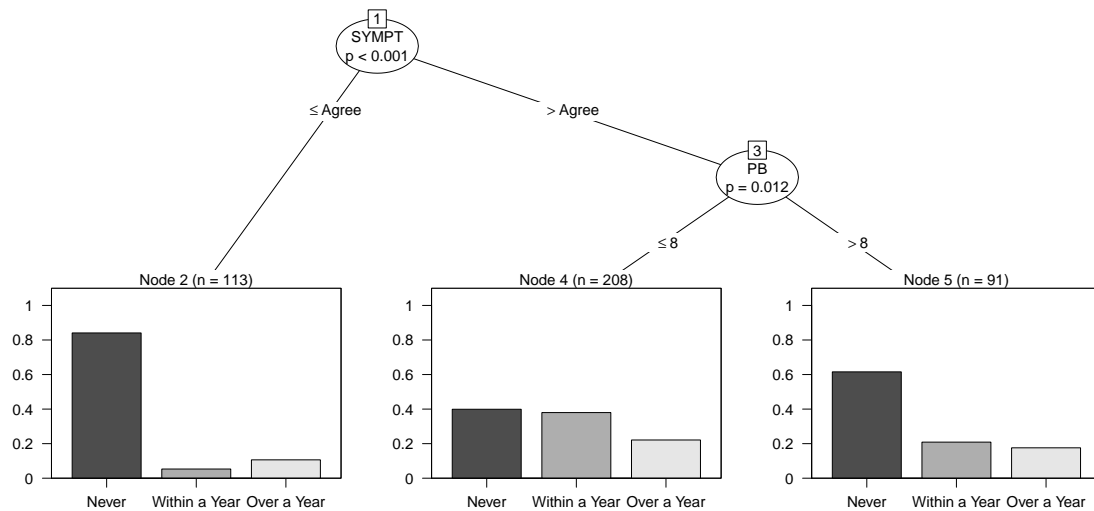 1
SYMPT
p < 0.001
≤ Agree
> Agree
3
PB
p = 0.012
≤ 8
> 8
Node 2 (n = 113)
1
0.8
0.6
0.4
0.2
0
Never Within a Year Over a Year
Node 4 (n = 208)
1
0.8
0.6
0.4
0.2
0
Never Within a Year Over a Year
Node 5 (n = 91)
1
0.8
0.6
0.4
0.2
0
Never Within a Year Over a Year